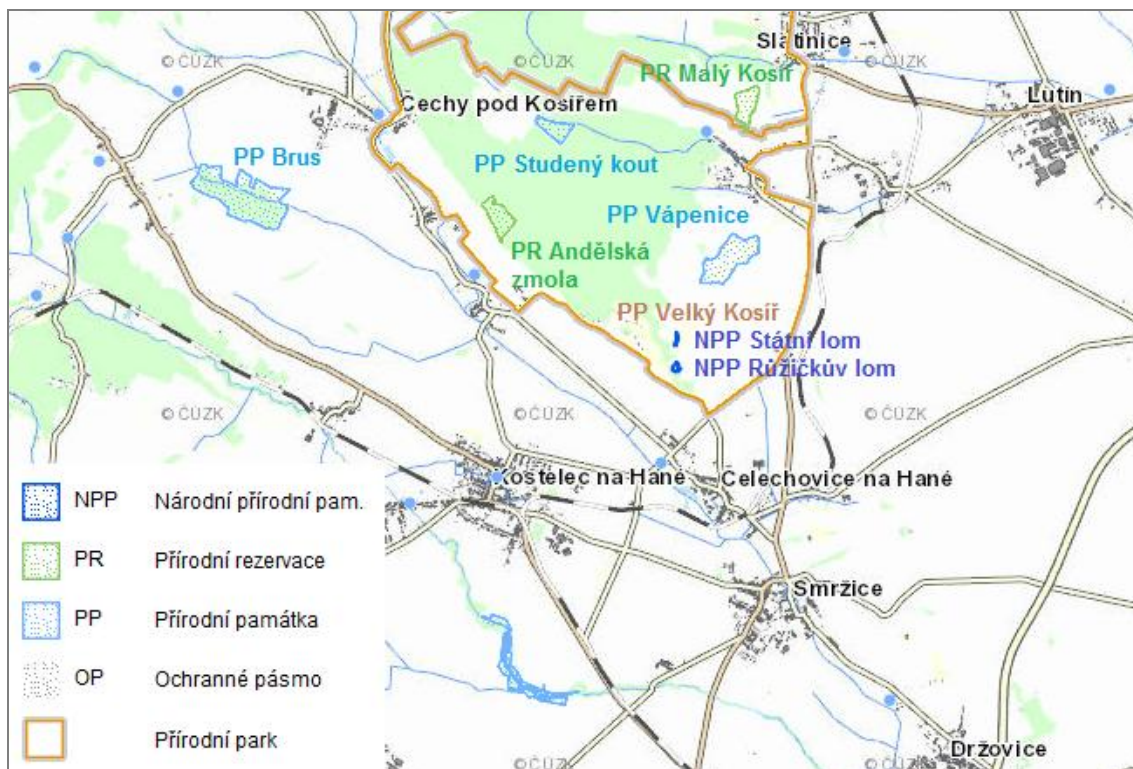 Slatinice
© ČÚZK
© ČÚZK
© ČÚZK
PR Malý Kosíř
Lutín
Čechy pod Kosířem
PP Brus
PP Studený kout
PP Vápenice
PR Andělská
zmola
PP Velký Kosíř
NPP Státní lom
NPP Růžičkův lom
© ČÚZK
© ČÚZK
© ČÚZK
Kostelec na Hané
Čelechovice na Hané
NPP Národní přírodní pam.
PR Přírodní rezervace
PP Přírodní památka
OP Ochranné pásmo
Přírodní park
Smržice
Držovice
© ČÚZK
© ČÚZK